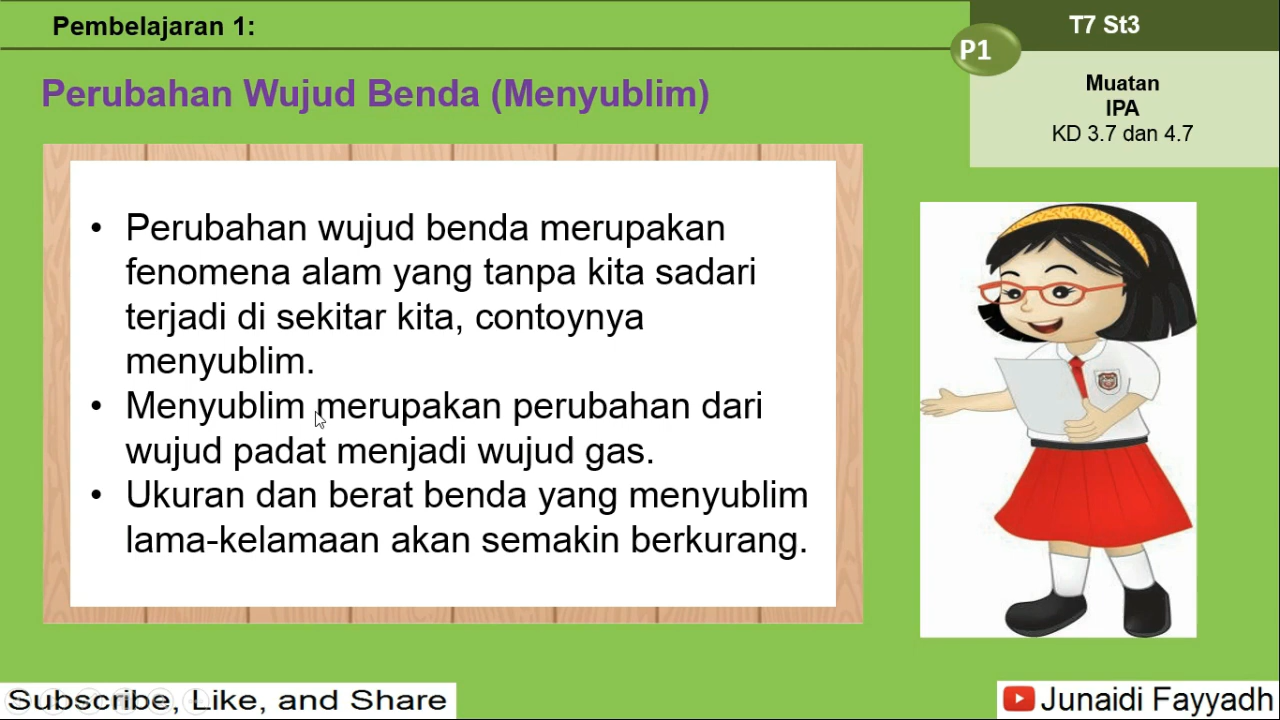 Pembelajaran 1:
T7 St3
P1
Muatan
IPA
KD 3.7 dan 4.7
Perubahan Wujud Benda (Menyublim)
• Perubahan wujud benda merupakan
fenomena alam yang tanpa kita sadari
terjadi di sekitar kita, contoynya
menyublim.
• Menyublim merupakan perubahan dari
wujud padat menjadi wujud gas.
• Ukuran dan berat benda yang menyublim
lama-kelamaan akan semakin berkurang.
Subscribe, Like, and Share
Junaidi Fayyadh